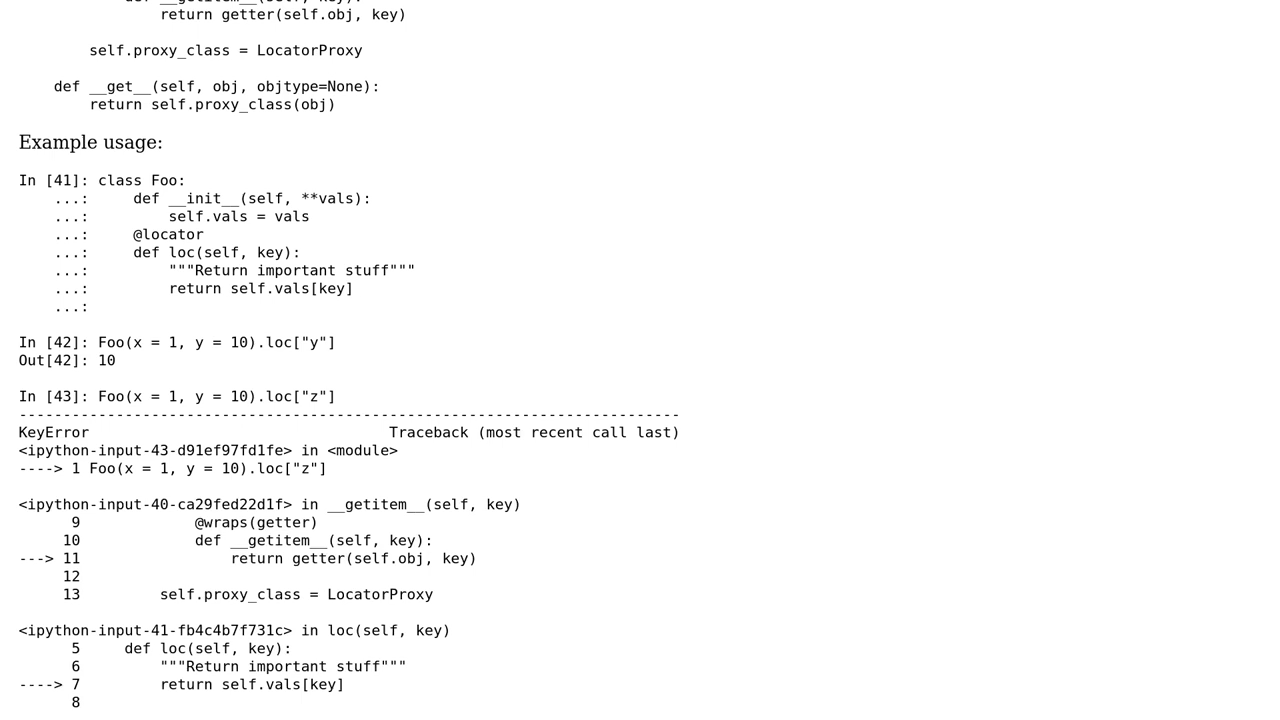 def __getitem__(self, key):
                return getter(self.obj, key)

        self.proxy_class = LocatorProxy

    def __get__(self, obj, objtype=None):
        return self.proxy_class(obj)

Example usage:

In [41]: class Foo:
    ...:     def __init__(self, **vals):
    ...:         self.vals = vals
    ...:     @locator
    ...:     def loc(self, key):
    ...:         """Return important stuff"""
    ...:         return self.vals[key]
    ...:

In [42]: Foo(x = 1, y = 10).loc["y"]
Out[42]: 10

In [43]: Foo(x = 1, y = 10).loc["z"]
---------------------------------------------------------------------------
KeyError                                  Traceback (most recent call last)
<ipython-input-43-d91ef97fd1fe> in <module>
----> 1 Foo(x = 1, y = 10).loc["z"]

<ipython-input-40-ca29fed22d1f> in __getitem__(self, key)
      9             @wraps(getter)
     10             def __getitem__(self, key):
---> 11                 return getter(self.obj, key)
     12
     13         self.proxy_class = LocatorProxy

<ipython-input-41-fb4c4b7f731c> in loc(self, key)
      5     def loc(self, key):
      6         """Return important stuff"""
----> 7         return self.vals[key]
      8